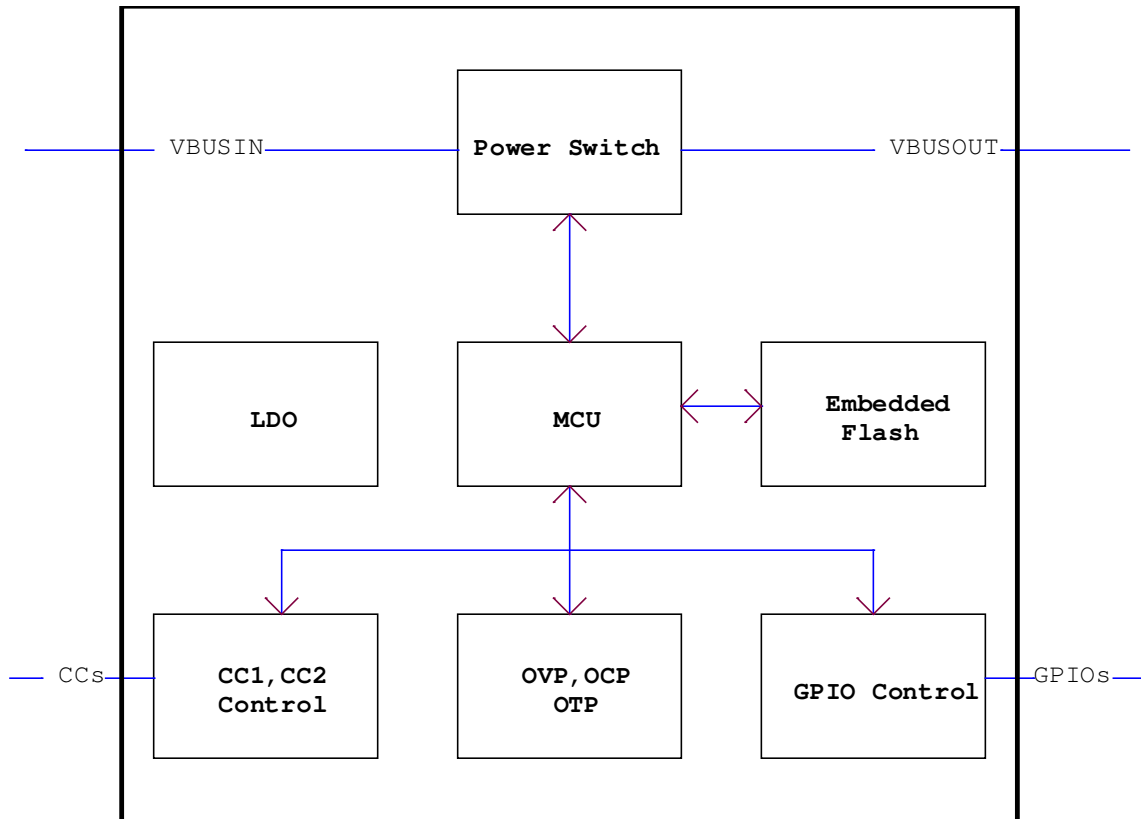 VBUSIN
Power Switch
VBUSOUT
LDO
MCU
Embedded
Flash
CCs
CC1,CC2
Control
OVP,OCP
OTP
GPIO Control
GPIOs